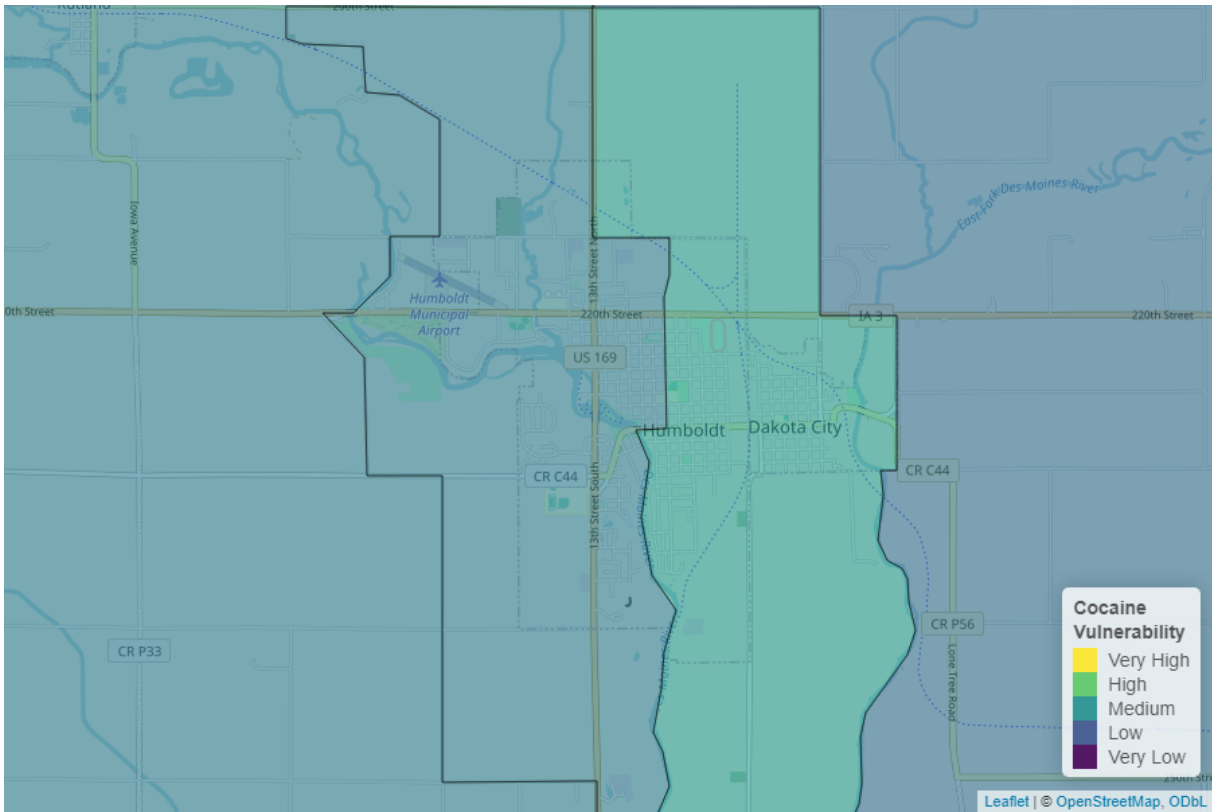 Rutland
200th Street
Iowa Avenue
East Fork Des Moines River
13th Street North
Humboldt
Municipal
Airport
220th Street
IA 3
220th Street
US 169
Humboldt
Dakota City
CR C44
CR C44
13th Street South
CR P33
CR P56
Lone Tree Road
Cocaine
Vulnerability
Very High
High
Medium
Low
Very Low
Leaflet | © OpenStreetMap, ODbL